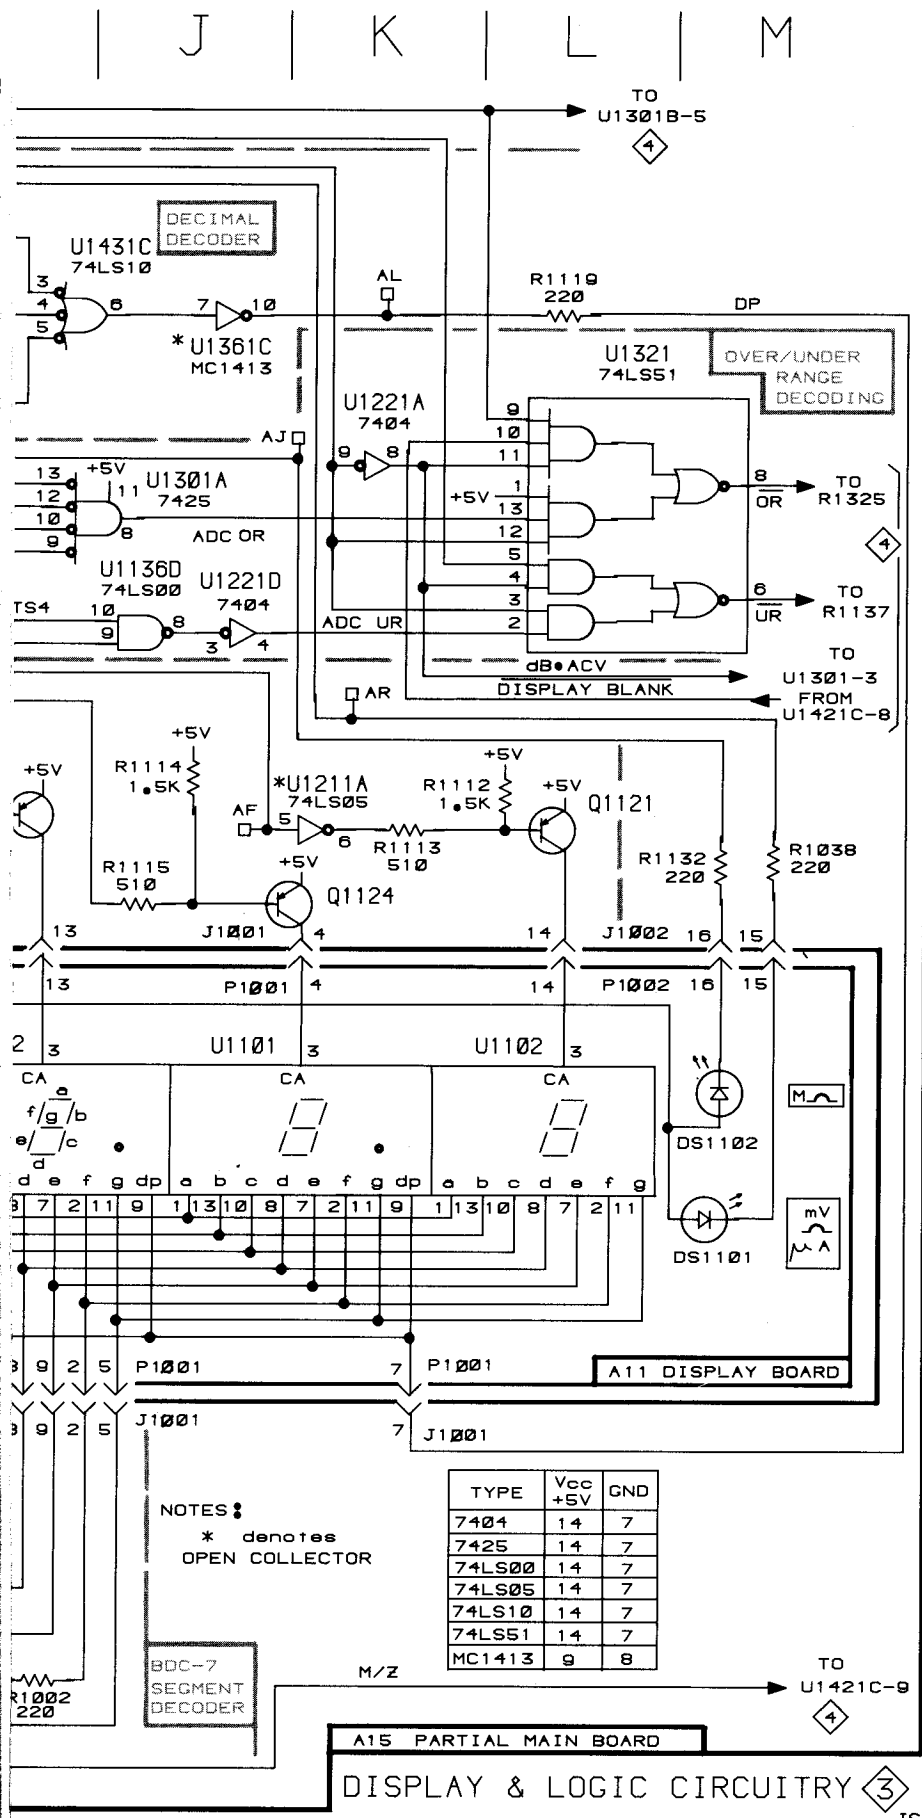 J K L M
TO
U1301B-5
4
DECIMAL
DECODER
U1431C
74LS10
3
4
5
6
7
10
* U1361C
MC1413
AL
R1119
220
DP
U1321
74LS51
OVER/UNDER
RANGE
DECODING
U1221A
7404
9
8
AJ
9
10
11
1
+5V
13
12
5
4
3
2
8
OR
TO
R1325
4
6
UR
TO
R1137
13
12
10
9
+5V
11
8
U1301A
7425
ADC OR
U1136D
74LS00
U1221D
7404
TS4
10
9
8
3
4
ADC UR
dB•ACV
TO
U1301-3
DISPLAY BLANK
FROM
U1421C-8
AR
+5V
R1114
1.5K
+5V
AF
*U1211A
74LS05
5
6
R1113
510
R1112
1.5K
+5V
+5V
Q1121
R1132
220
R1038
220
R1115
510
+5V
Q1124
13
J1001
4
14
J1002
16
15
13
P1001
4
14
P1002
16
15
2
3
U1101
3
U1102
3
CA
CA
CA
a
f g b
e c
d
d e f g dp a b c d e f g dp a b c d e f g
7 2 11 9 1 13 10 8 7 2 11 9 1 13 10 8 7 2 11
DS1102
M
DS1101
mV
μA
9 2 5 P1001
7 P1001
A11 DISPLAY BOARD
9 2 5 J1001
7 J1001
NOTES:
* denotes
OPEN COLLECTOR
TYPE Vcc +5V GND
7404 14 7
7425 14 7
74LS00 14 7
74LS05 14 7
74LS10 14 7
74LS51 14 7
MC1413 9 8
BDC-7
SEGMENT
DECODER
R1002
220
M/Z
TO
U1421C-9
4
A15 PARTIAL MAIN BOARD
DISPLAY & LOGIC CIRCUITRY 3